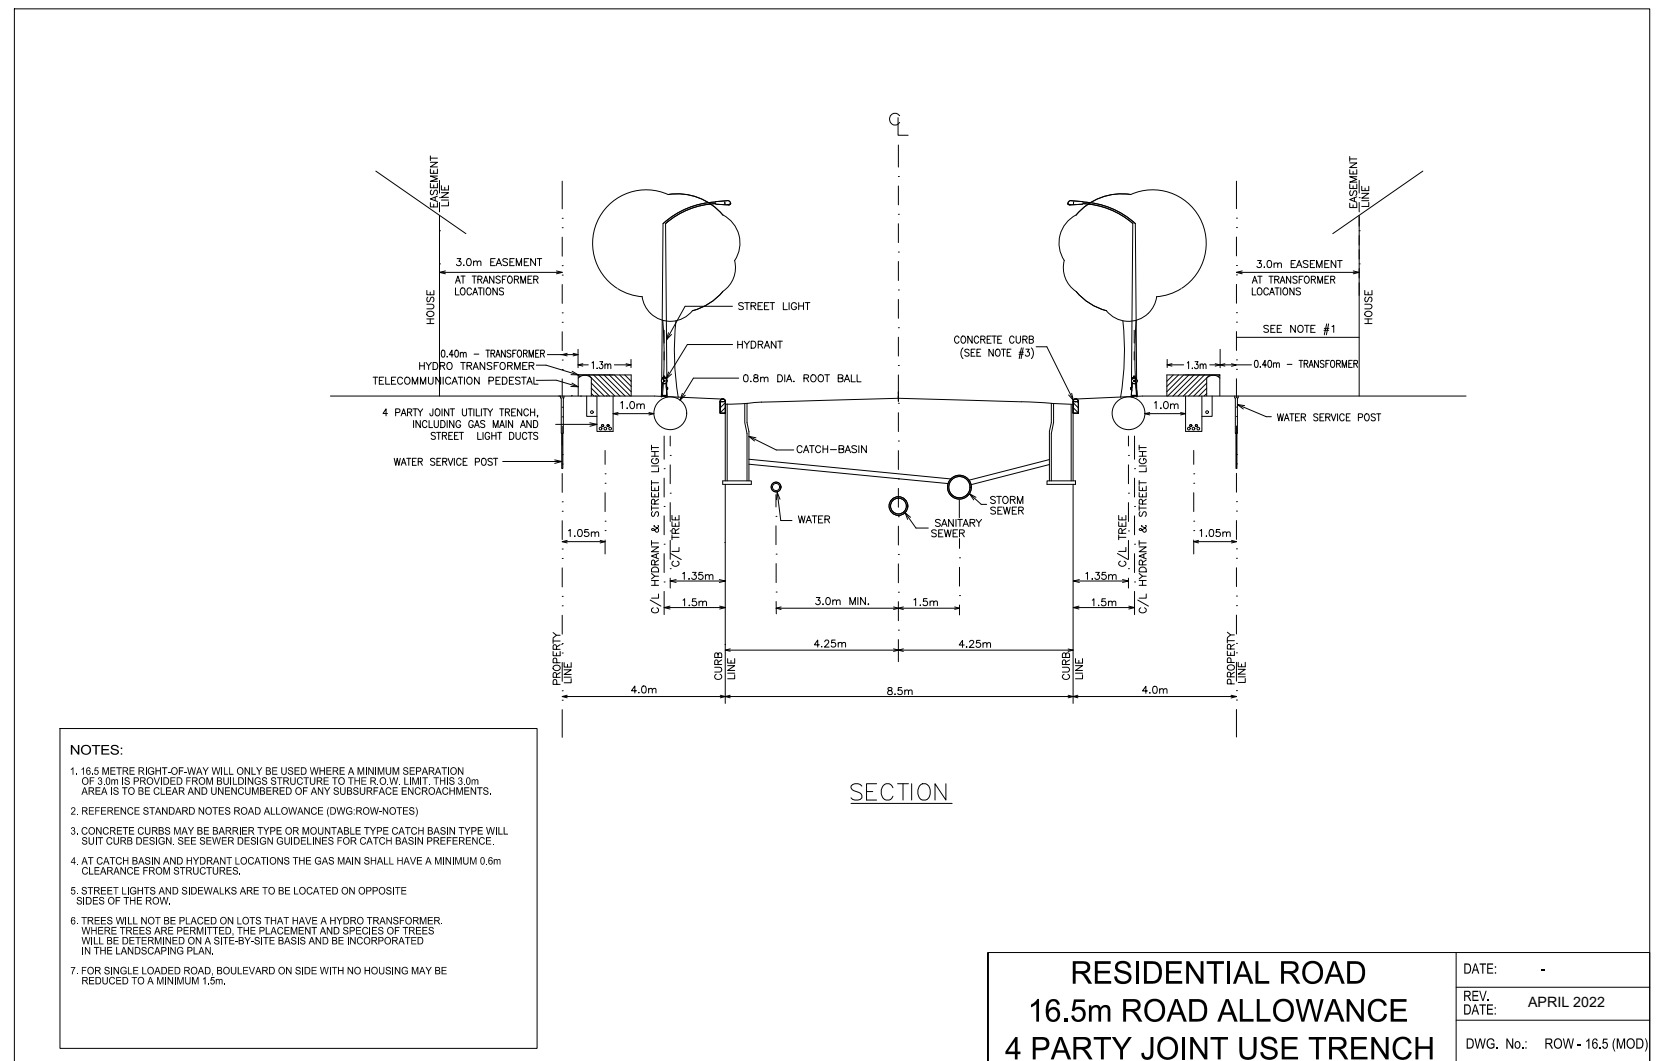 CL
EASEMENT
LINE
EASEMENT
LINE
3.0m EASEMENT
AT TRANSFORMER
LOCATIONS
HOUSE
3.0m EASEMENT
AT TRANSFORMER
LOCATIONS
HOUSE
SEE NOTE #1
STREET LIGHT
HYDRANT
0.8m DIA. ROOT BALL
CONCRETE CURB
(SEE NOTE #3)
0.40m - TRANSFORMER
HYDRO TRANSFORMER
TELECOMMUNICATION PEDESTAL
1.3m
1.3m
0.40m - TRANSFORMER
4 PARTY JOINT UTILITY TRENCH,
INCLUDING GAS MAIN AND
STREET LIGHT DUCTS
1.0m
1.0m
WATER SERVICE POST
WATER SERVICE POST
CATCH-BASIN
WATER
SANITARY
SEWER
STORM
SEWER
1.05m
C/L HYDRANT & STREET LIGHT
C/L TREE
C/L TREE
C/L HYDRANT & STREET LIGHT
1.05m
1.35m
1.35m
1.5m
3.0m MIN.
1.5m
1.5m
4.25m
4.25m
PROPERTY
LINE
CURB
LINE
CURB
LINE
PROPERTY
LINE
4.0m
8.5m
4.0m
SECTION
NOTES:
1. 16.5 METRE RIGHT-OF-WAY WILL ONLY BE USED WHERE A MINIMUM SEPARATION
OF 3.0m IS PROVIDED FROM BUILDINGS STRUCTURE TO THE R.O.W. LIMIT. THIS 3.0m
AREA IS TO BE CLEAR AND UNENCUMBERED OF ANY SUBSURFACE ENCROACHMENTS.
2. REFERENCE STANDARD NOTES ROAD ALLOWANCE (DWG:ROW-NOTES)
3. CONCRETE CURBS MAY BE BARRIER TYPE OR MOUNTABLE TYPE CATCH BASIN TYPE WILL
SUIT CURB DESIGN. SEE SEWER DESIGN GUIDELINES FOR CATCH BASIN PREFERENCE.
4. AT CATCH BASIN AND HYDRANT LOCATIONS THE GAS MAIN SHALL HAVE A MINIMUM 0.6m
CLEARANCE FROM STRUCTURES.
5. STREET LIGHTS AND SIDEWALKS ARE TO BE LOCATED ON OPPOSITE
SIDES OF THE ROW.
6. TREES WILL NOT BE PLACED ON LOTS THAT HAVE A HYDRO TRANSFORMER.
WHERE TREES ARE PERMITTED, THE PLACEMENT AND SPECIES OF TREES
WILL BE DETERMINED ON A SITE-BY-SITE BASIS AND BE INCORPORATED
IN THE LANDSCAPING PLAN.
7. FOR SINGLE LOADED ROAD, BOULEVARD ON SIDE WITH NO HOUSING MAY BE
REDUCED TO A MINIMUM 1.5m.
RESIDENTIAL ROAD
16.5m ROAD ALLOWANCE
4 PARTY JOINT USE TRENCH
DATE: -
REV.
DATE: APRIL 2022
DWG. No.: ROW - 16.5 (MOD)